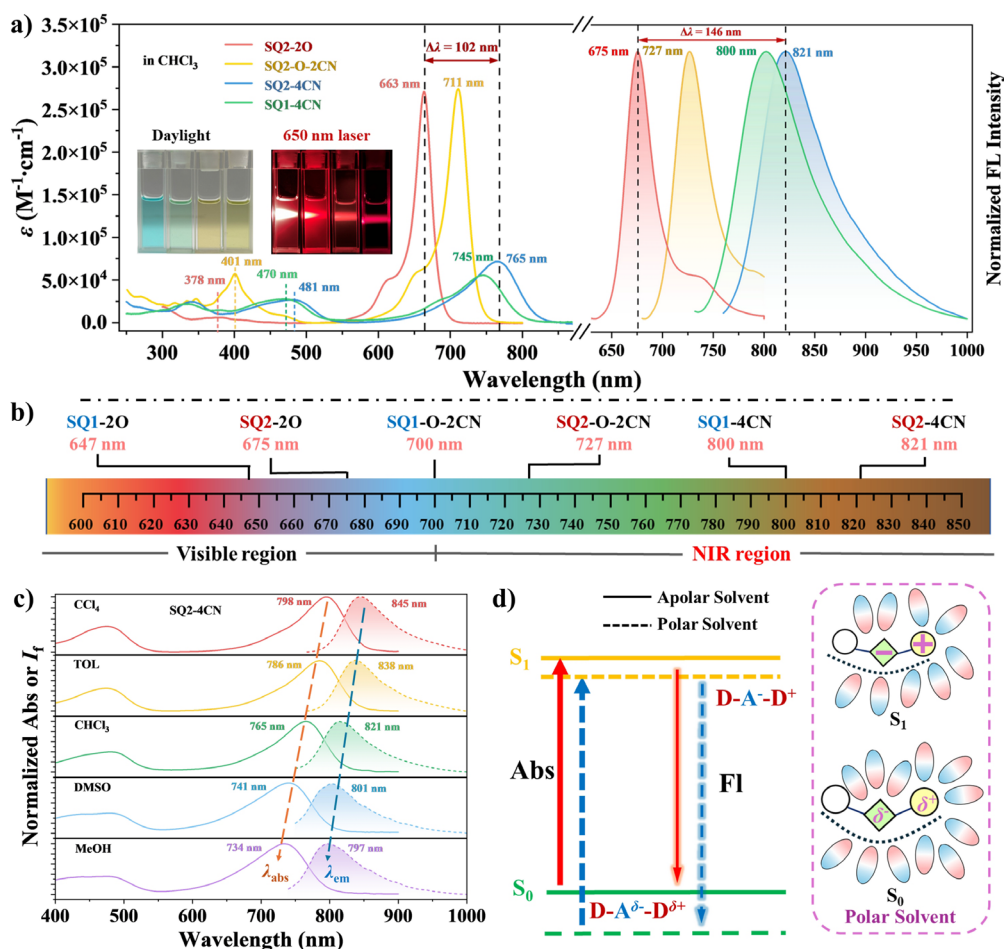 a)
3.5×10⁵
3.0×10⁵
2.5×10⁵
2.0×10⁵
1.5×10⁵
1.0×10⁵
5.0×10⁴
0.0
ε (M⁻¹·cm⁻¹)
in CHCl₃
SQ2-2O
SQ2-O-2CN
SQ2-4CN
SQ1-4CN
Daylight
650 nm laser
Δλ = 102 nm
663 nm
711 nm
378 nm
401 nm
470 nm
481 nm
745 nm
765 nm
Δλ = 146 nm
675 nm
727 nm
800 nm
821 nm
Normalized FL Intensity
300 400 500 600 700 800 650 700 750 800 850 900 950 1000
Wavelength (nm)
b)
SQ1-2O SQ2-2O SQ1-O-2CN SQ2-O-2CN SQ1-4CN SQ2-4CN
647 nm 675 nm 700 nm 727 nm 800 nm 821 nm
600 610 620 630 640 650 660 670 680 690 700 710 720 730 740 750 760 770 780 790 800 810 820 830 840 850
Visible region NIR region
c)
Normalized Abs or I_f
CCl₄ SQ2-4CN 798 nm 845 nm
TOL 786 nm 838 nm
CHCl₃ 765 nm 821 nm
DMSO 741 nm 801 nm
MeOH 734 nm 797 nm
λabs λem
400 500 600 700 800 900 1000
Wavelength (nm)
d)
Apolar Solvent
Polar Solvent
S₁
D-A⁻-D⁺
Abs
Fl
S₀
D-A^δ⁻-D^δ⁺
− +
S₁
δ⁻ δ⁺
S₀
Polar Solvent